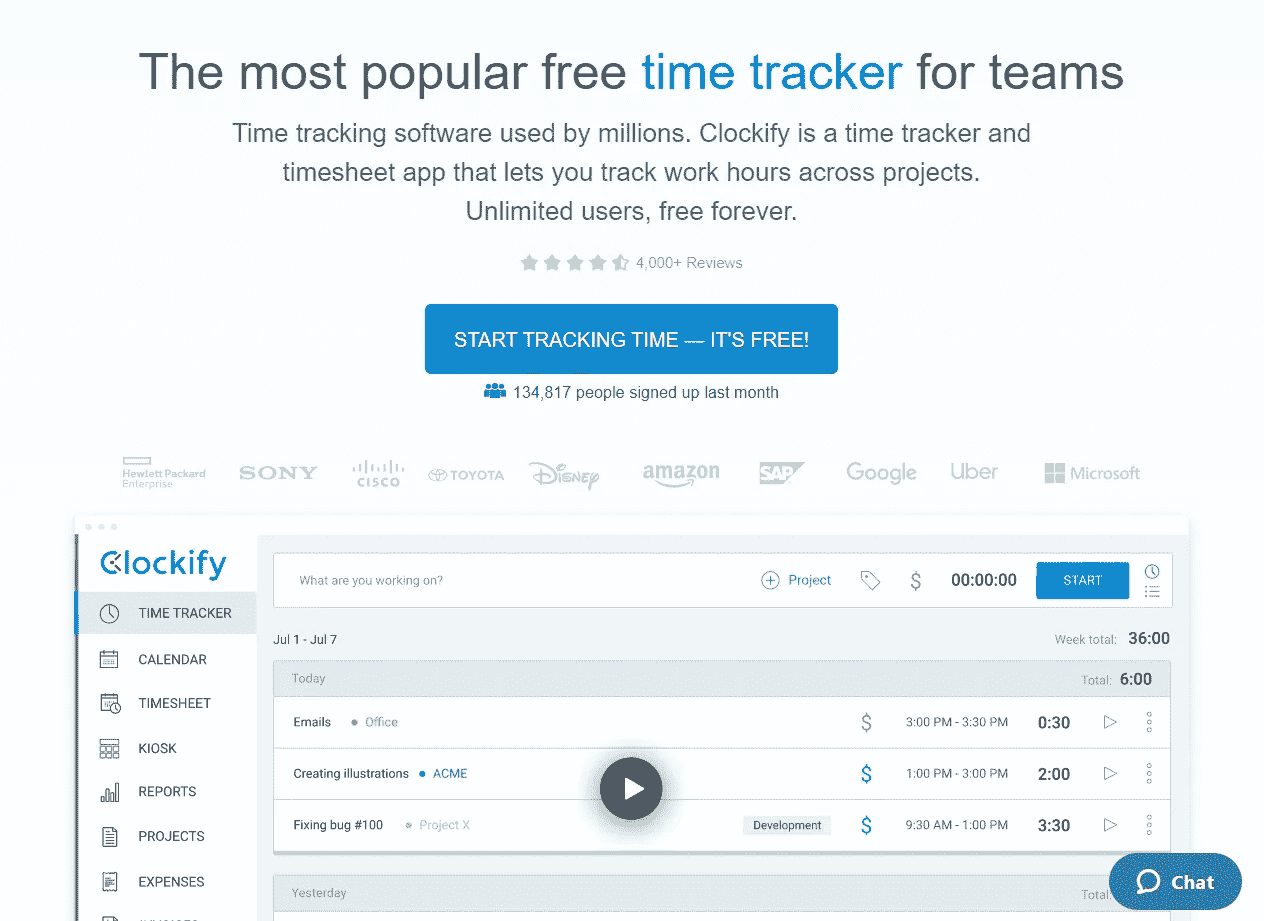 The most popular free time tracker for teams
Time tracking software used by millions. Clockify is a time tracker and
timesheet app that lets you track work hours across projects.
Unlimited users, free forever.
4,000+ Reviews
START TRACKING TIME — IT'S FREE!
134,817 people signed up last month
Hewlett Packard
Enterprise
SONY
CISCO
TOYOTA
DISNEY
amazon
SAP
Google
Uber
Microsoft
Clockify
What are you working on?
Project
$
00:00:00
START
TIME TRACKER
Jul 1 - Jul 7
Week total: 36:00
CALENDAR
Today
Total: 6:00
TIMESHEET
Emails • Office $ 3:00 PM - 3:30 PM 0:30
KIOSK
Creating illustrations • ACME $ 1:00 PM - 3:00 PM 2:00
REPORTS
Fixing bug #100 • Project X Development $ 9:30 AM - 1:00 PM 3:30
PROJECTS
EXPENSES
Yesterday
Total:
Chat